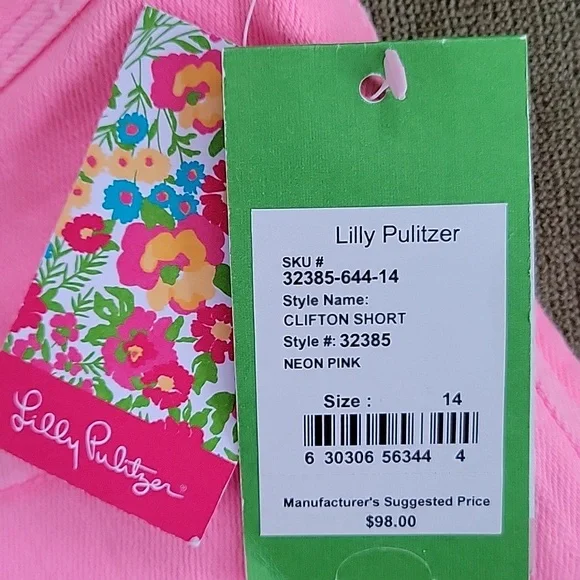 Lilly Pulitzer
SKU #
32385-644-14
Style Name:
CLIFTON SHORT
Style #: 32385
NEON PINK
Size : 14
6 30306 56344 4
Manufacturer's Suggested Price
$98.00
Lilly Pulitzer®